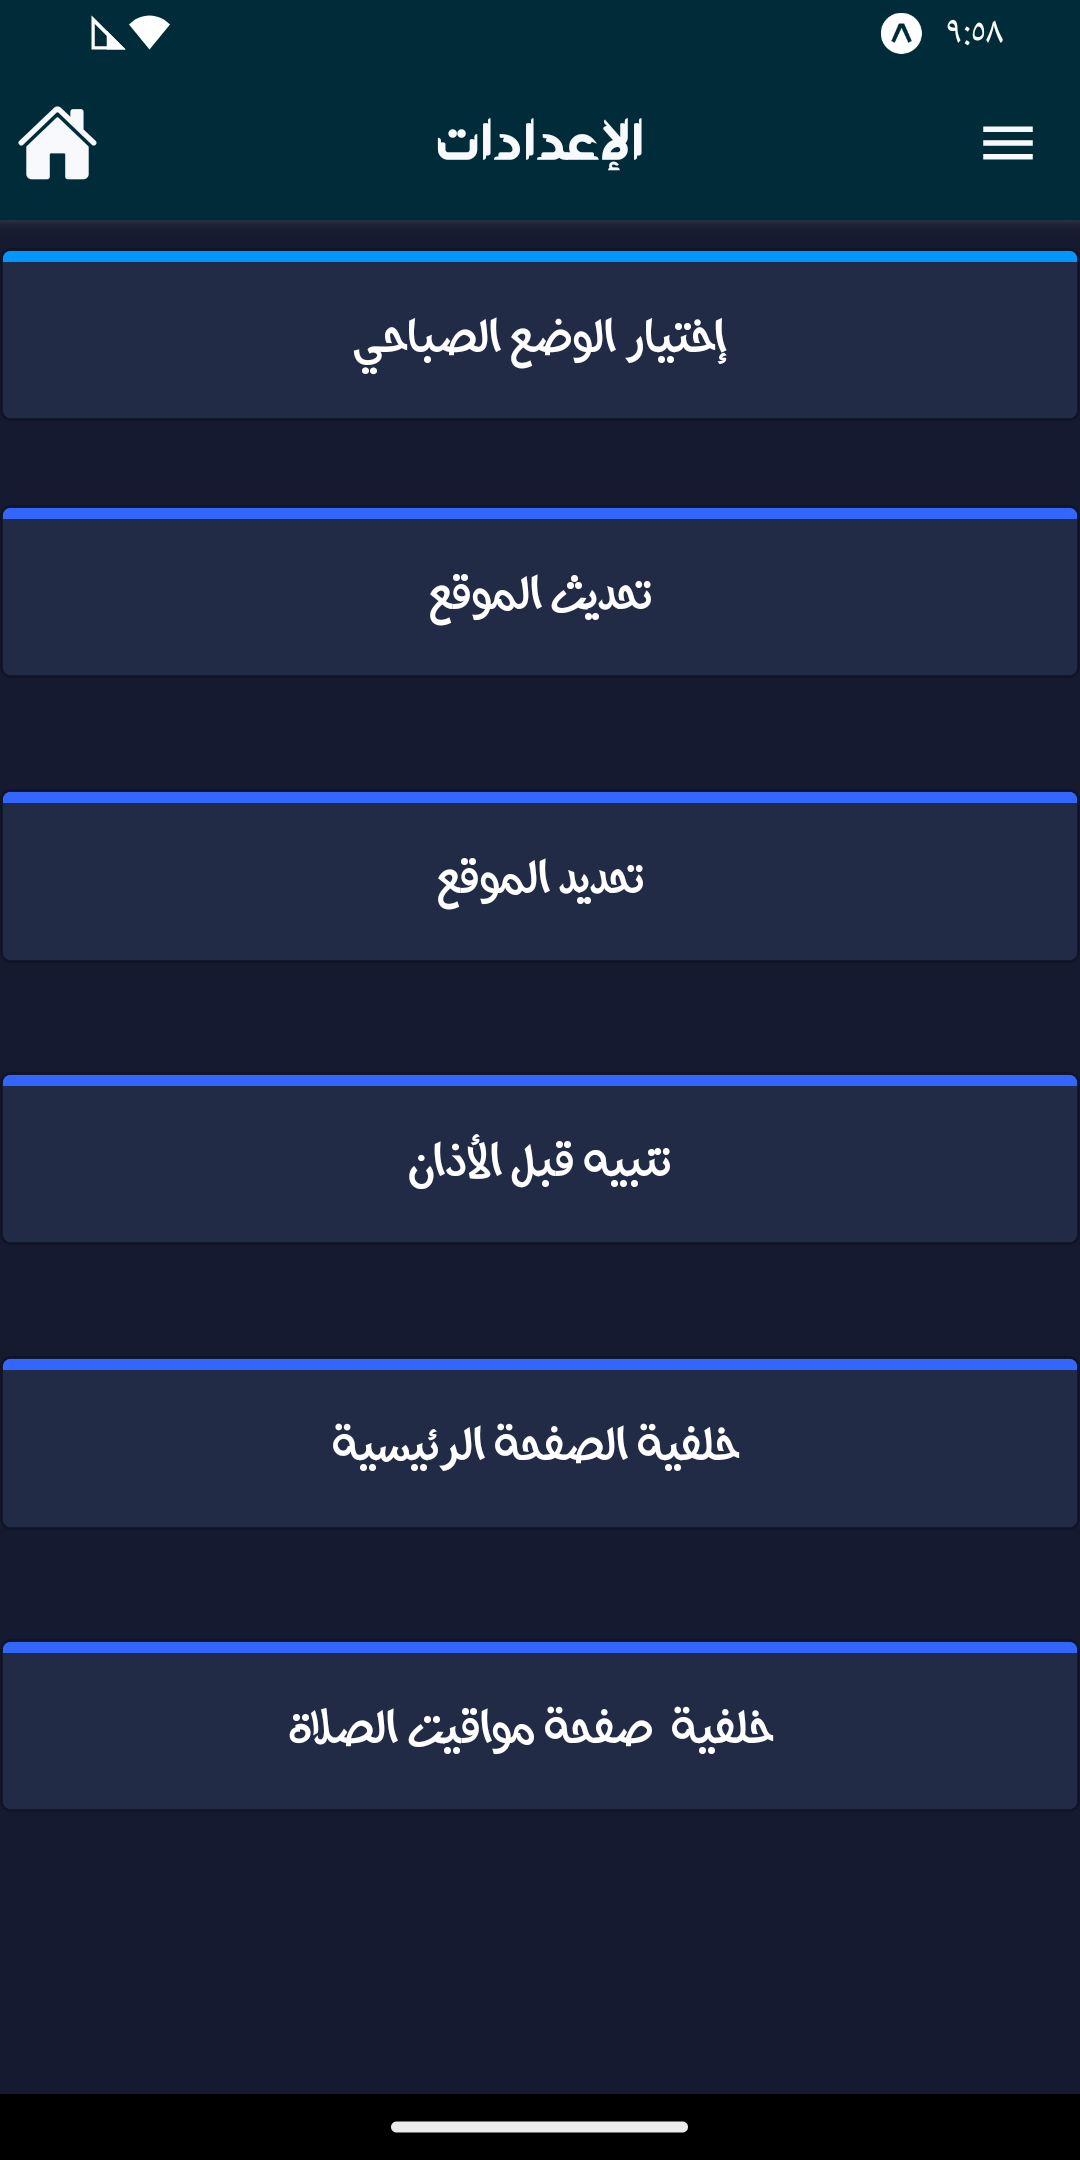 ٩:٥٨
الإعدادات
إختيار الوضع الصباحي
تحديث الموقع
تحديد الموقع
تنبيه قبل الأذان
خلفية الصفحة الرئيسية
خلفية صفحة مواقيت الصلاة